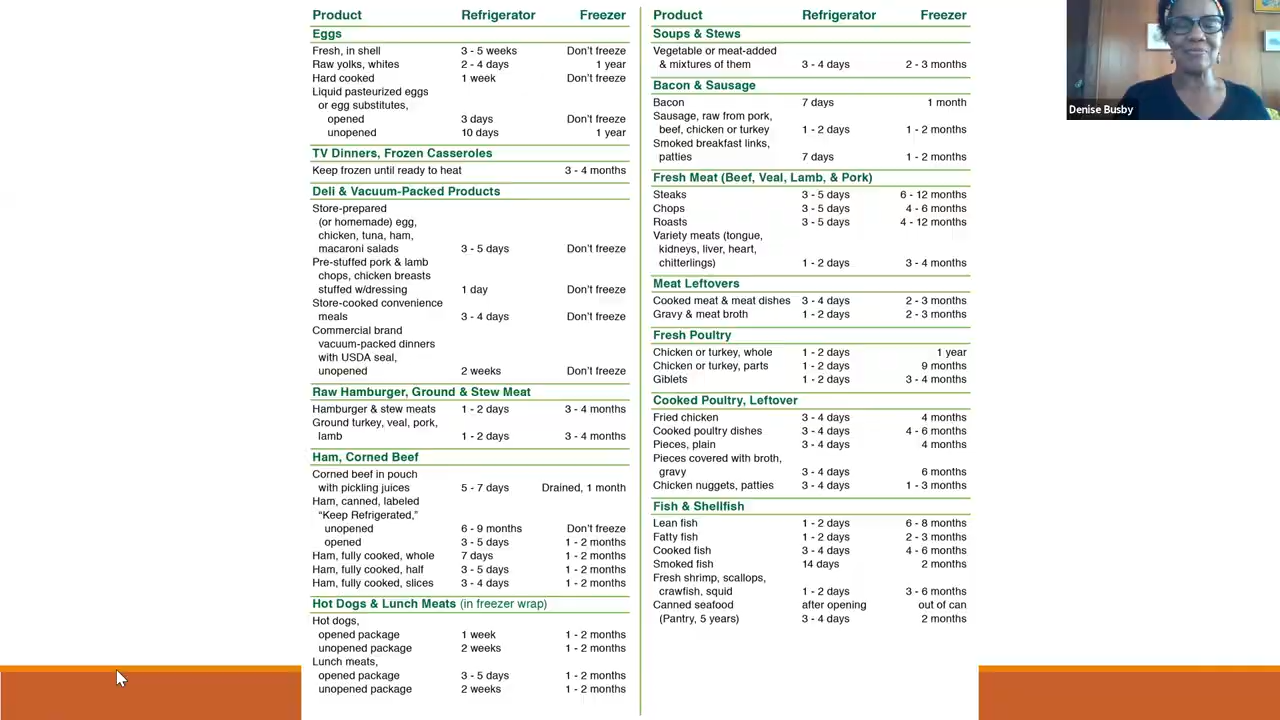 Product Refrigerator Freezer
Eggs
Fresh, in shell 3 - 5 weeks Don't freeze
Raw yolks, whites 2 - 4 days 1 year
Hard cooked 1 week Don't freeze
Liquid pasteurized eggs
or egg substitutes,
opened 3 days Don't freeze
unopened 10 days 1 year
TV Dinners, Frozen Casseroles
Keep frozen until ready to heat 3 - 4 months
Deli & Vacuum-Packed Products
Store-prepared
(or homemade) egg,
chicken, tuna, ham,
macaroni salads 3 - 5 days Don't freeze
Pre-stuffed pork & lamb
chops, chicken breasts
stuffed w/dressing 1 day Don't freeze
Store-cooked convenience
meals 3 - 4 days Don't freeze
Commercial brand
vacuum-packed dinners
with USDA seal,
unopened 2 weeks Don't freeze
Raw Hamburger, Ground & Stew Meat
Hamburger & stew meats 1 - 2 days 3 - 4 months
Ground turkey, veal, pork,
lamb 1 - 2 days 3 - 4 months
Ham, Corned Beef
Corned beef in pouch
with pickling juices 5 - 7 days Drained, 1 month
Ham, canned, labeled
"Keep Refrigerated,"
unopened 6 - 9 months Don't freeze
opened 3 - 5 days 1 - 2 months
Ham, fully cooked, whole 7 days 1 - 2 months
Ham, fully cooked, half 3 - 5 days 1 - 2 months
Ham, fully cooked, slices 3 - 4 days 1 - 2 months
Hot Dogs & Lunch Meats (in freezer wrap)
Hot dogs,
opened package 1 week 1 - 2 months
unopened package 2 weeks 1 - 2 months
Lunch meats,
opened package 3 - 5 days 1 - 2 months
unopened package 2 weeks 1 - 2 months
Product Refrigerator Freezer
Soups & Stews
Vegetable or meat-added
& mixtures of them 3 - 4 days 2 - 3 months
Bacon & Sausage
Bacon 7 days 1 month
Sausage, raw from pork,
beef, chicken or turkey 1 - 2 days 1 - 2 months
Smoked breakfast links,
patties 7 days 1 - 2 months
Fresh Meat (Beef, Veal, Lamb, & Pork)
Steaks 3 - 5 days 6 - 12 months
Chops 3 - 5 days 4 - 6 months
Roasts 3 - 5 days 4 - 12 months
Variety meats (tongue,
kidneys, liver, heart,
chitterlings) 1 - 2 days 3 - 4 months
Meat Leftovers
Cooked meat & meat dishes 3 - 4 days 2 - 3 months
Gravy & meat broth 1 - 2 days 2 - 3 months
Fresh Poultry
Chicken or turkey, whole 1 - 2 days 1 year
Chicken or turkey, parts 1 - 2 days 9 months
Giblets 1 - 2 days 3 - 4 months
Cooked Poultry, Leftover
Fried chicken 3 - 4 days 4 months
Cooked poultry dishes 3 - 4 days 4 - 6 months
Pieces, plain 3 - 4 days 4 months
Pieces covered with broth,
gravy 3 - 4 days 6 months
Chicken nuggets, patties 3 - 4 days 1 - 3 months
Fish & Shellfish
Lean fish 1 - 2 days 6 - 8 months
Fatty fish 1 - 2 days 2 - 3 months
Cooked fish 3 - 4 days 4 - 6 months
Smoked fish 14 days 2 months
Fresh shrimp, scallops,
crawfish, squid 1 - 2 days 3 - 6 months
Canned seafood after opening out of can
(Pantry, 5 years) 3 - 4 days 2 months
Denise Busby